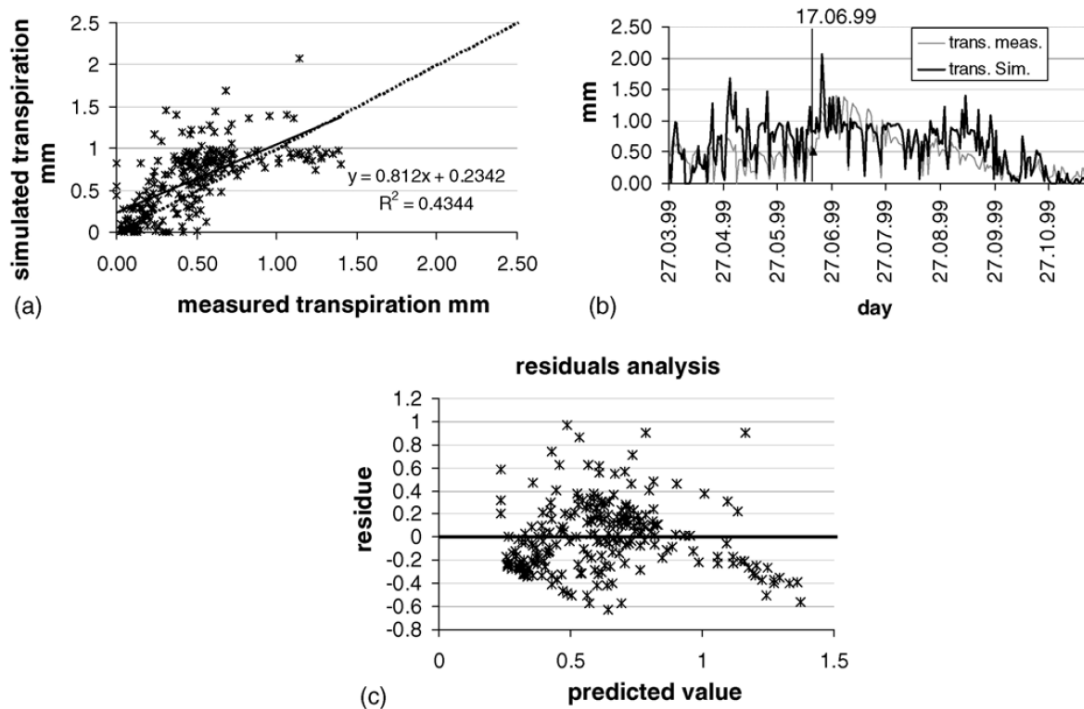 simulated transpiration
mm
2.5
2
1.5
1
0.5
0
0.00 0.50 1.00 1.50 2.00 2.50
y = 0.812x + 0.2342
R² = 0.4344
(a)
measured transpiration mm
17.06.99
trans. meas.
trans. Sim.
mm
2.50
2.00
1.50
1.00
0.50
0.00
27.03.99
27.04.99
27.05.99
27.06.99
27.07.99
27.08.99
27.09.99
27.10.99
(b)
day
residuals analysis
residue
1.2
1
0.8
0.6
0.4
0.2
0
-0.2
-0.4
-0.6
-0.8
0 0.5 1 1.5
(c)
predicted value